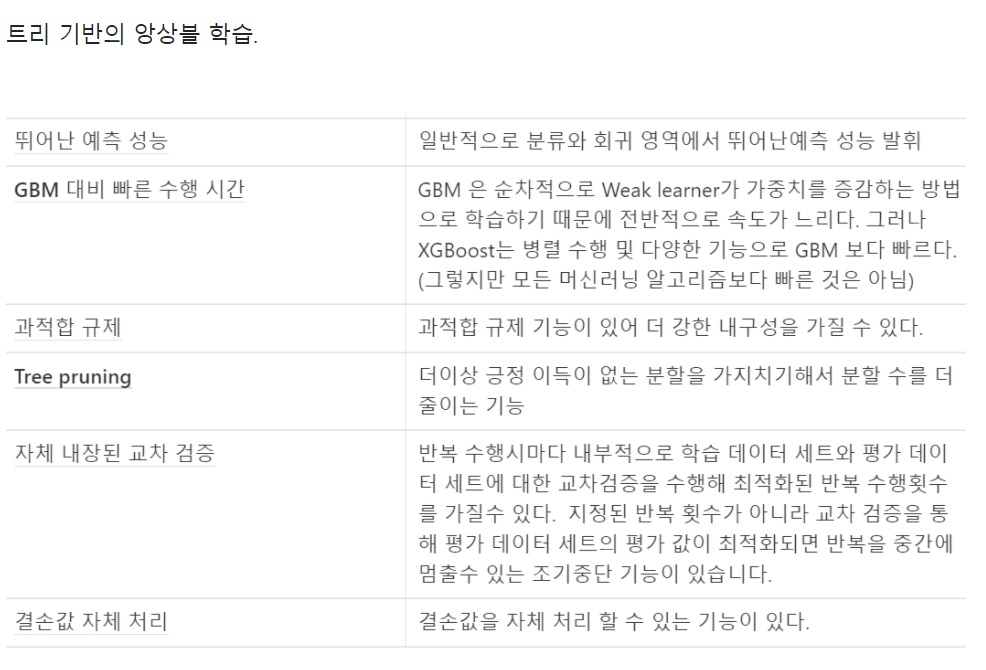 트리 기반의 앙상블 학습.
뛰어난 예측 성능
일반적으로 분류와 회귀 영역에서 뛰어난예측 성능 발휘
GBM 대비 빠른 수행 시간
GBM 은 순차적으로 Weak learner가 가중치를 증감하는 방법
으로 학습하기 때문에 전반적으로 속도가 느리다. 그러나
XGBoost는 병렬 수행 및 다양한 기능으로 GBM 보다 빠르다.
(그렇지만 모든 머신러닝 알고리즘보다 빠른 것은 아님)
과적합 규제
과적합 규제 기능이 있어 더 강한 내구성을 가질 수 있다.
Tree pruning
더이상 긍정 이득이 없는 분할을 가지치기해서 분할 수를 더
줄이는 기능
자체 내장된 교차 검증
반복 수행시마다 내부적으로 학습 데이터 세트와 평가 데이
터 세트에 대한 교차검증을 수행해 최적화된 반복 수행횟수
를 가질수 있다.  지정된 반복 횟수가 아니라 교차 검증을 통
해 평가 데이터 세트의 평가 값이 최적화되면 반복을 중간에
멈출수 있는 조기중단 기능이 있습니다.
결손값 자체 처리
결손값을 자체 처리 할 수 있는 기능이 있다.